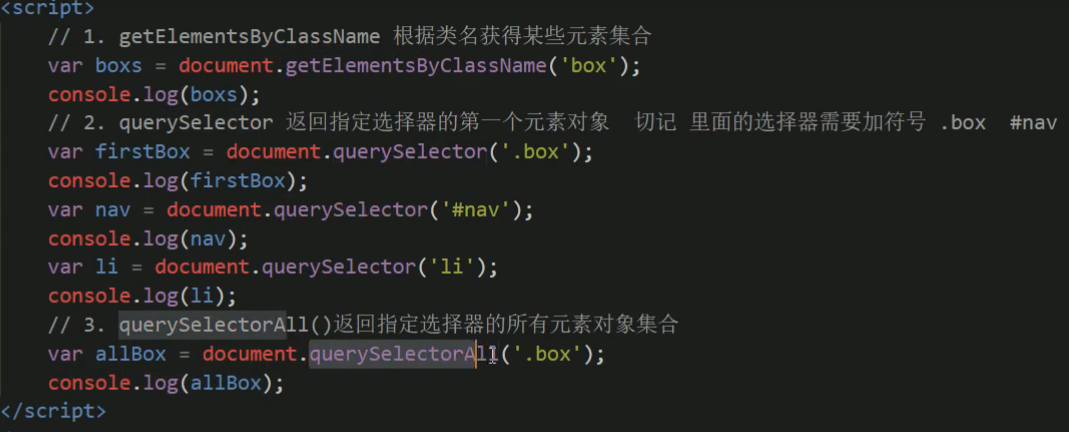 <script>
// 1. getElementsByClassName 根据类名获得某些元素集合
var boxs = document.getElementsByClassName('box');
console.log(boxs);
// 2. querySelector 返回指定选择器的第一个元素对象  切记 里面的选择器需要加符号 .box  #nav
var firstBox = document.querySelector('.box');
console.log(firstBox);
var nav = document.querySelector('#nav');
console.log(nav);
var li = document.querySelector('li');
console.log(li);
// 3. querySelectorAll()返回指定选择器的所有元素对象集合
var allBox = document.querySelectorAll('.box');
console.log(allBox);
</script>